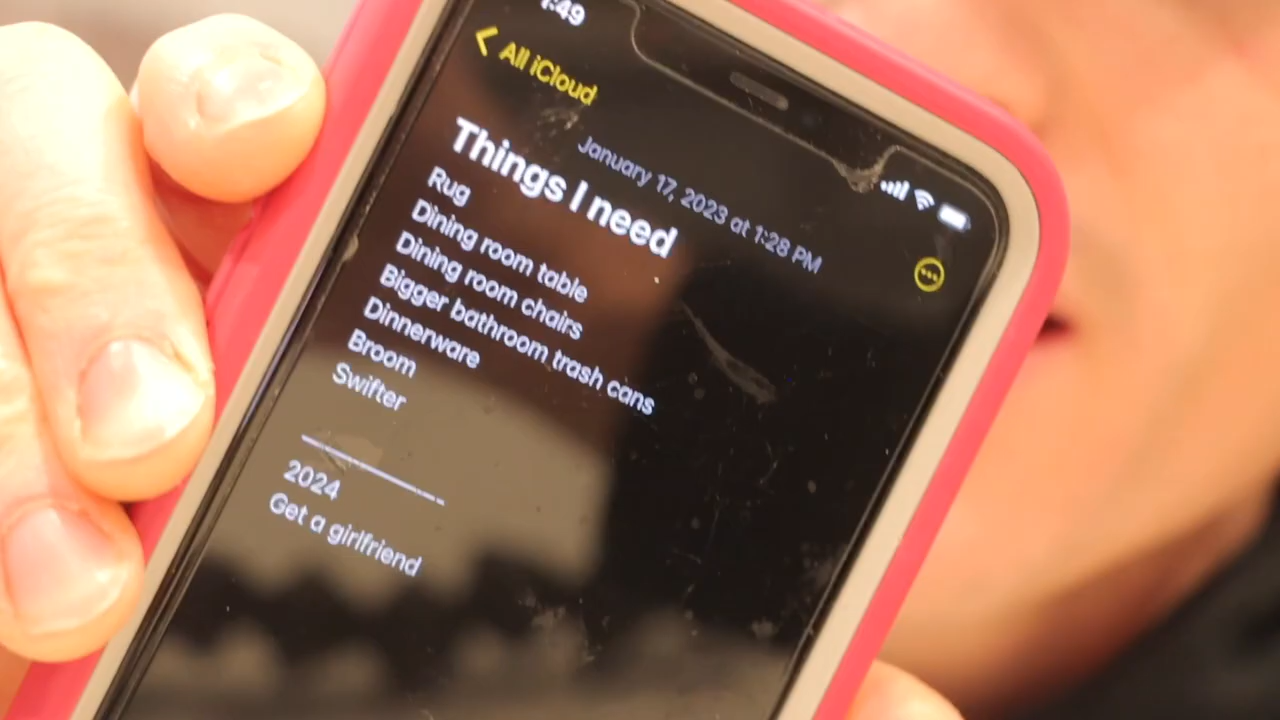 :49
All iCloud
January 17, 2023 at 1:28 PM
Things I need
Rug
Dining room table
Dining room chairs
Bigger bathroom trash cans
Dinnerware
Broom
Swifter
2024
Get a girlfriend